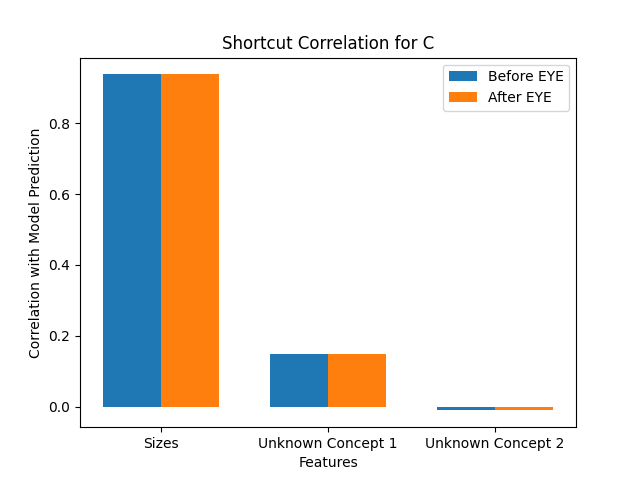 Shortcut Correlation for C
Before EYE
After EYE
Correlation with Model Prediction
0.8
0.6
0.4
0.2
0.0
Sizes
Unknown Concept 1
Unknown Concept 2
Features